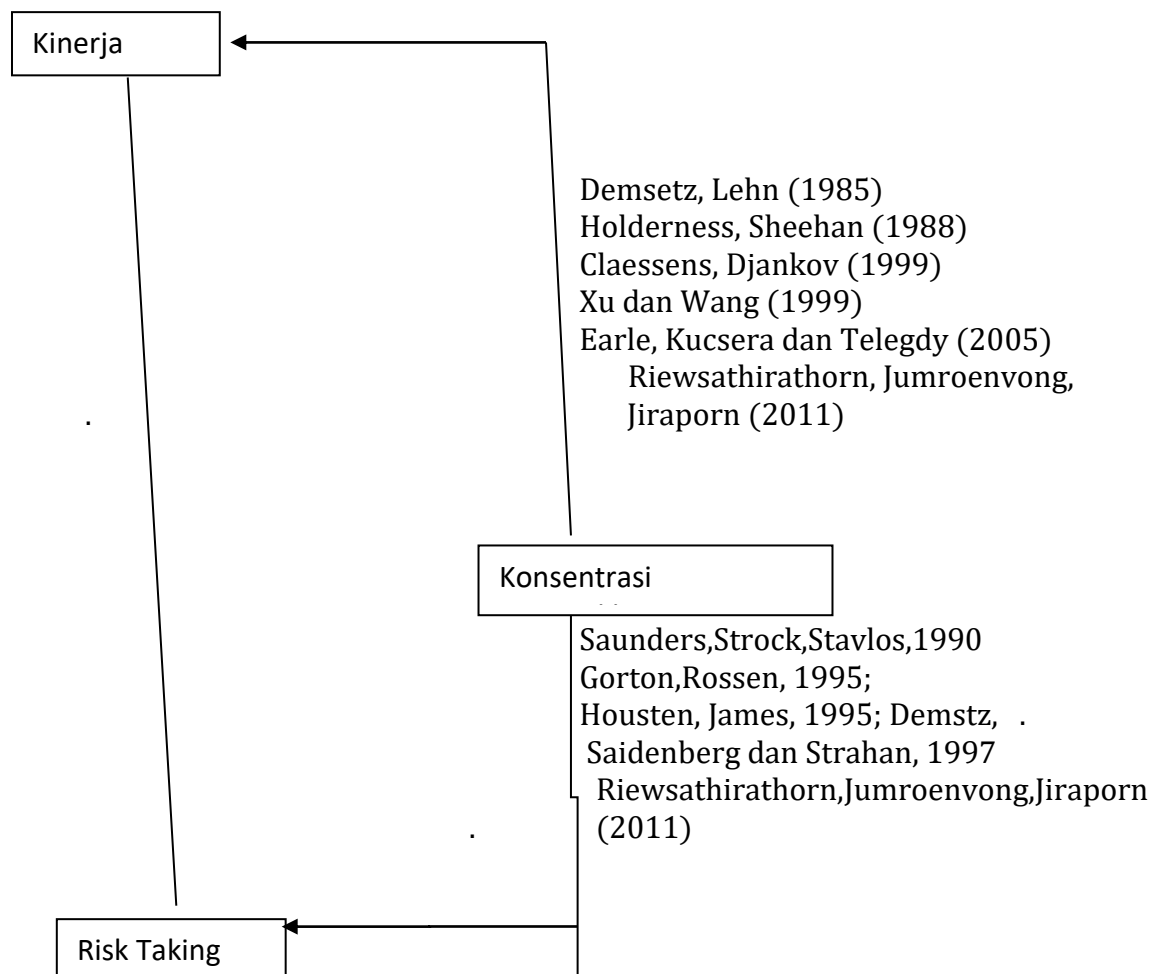 Kinerja
Demsetz, Lehn (1985)
Holderness, Sheehan (1988)
Claessens, Djankov (1999)
Xu dan Wang (1999)
Earle, Kucsera dan Telegdy (2005)
Riewsathirathorn, Jumroenvong,
Jiraporn (2011)
.
Konsentrasi
Saunders,Strock,Stavlos,1990
Gorton,Rossen, 1995;
Housten, James, 1995; Demstz, .
Saidenberg dan Strahan, 1997
Riewsathirathorn,Jumroenvong,Jiraporn
(2011)
.
Risk Taking